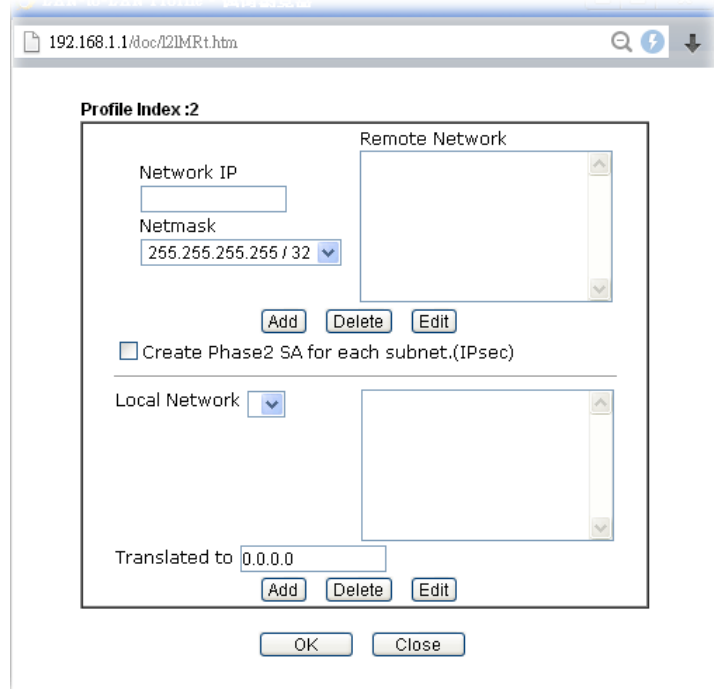 192.168.1.1/doc/l2lMRt.htm
Profile Index :2
Remote Network
Network IP
Netmask
255.255.255.255 / 32
Add Delete Edit
Create Phase2 SA for each subnet.(IPsec)
Local Network
Translated to 0.0.0.0
Add Delete Edit
OK Close